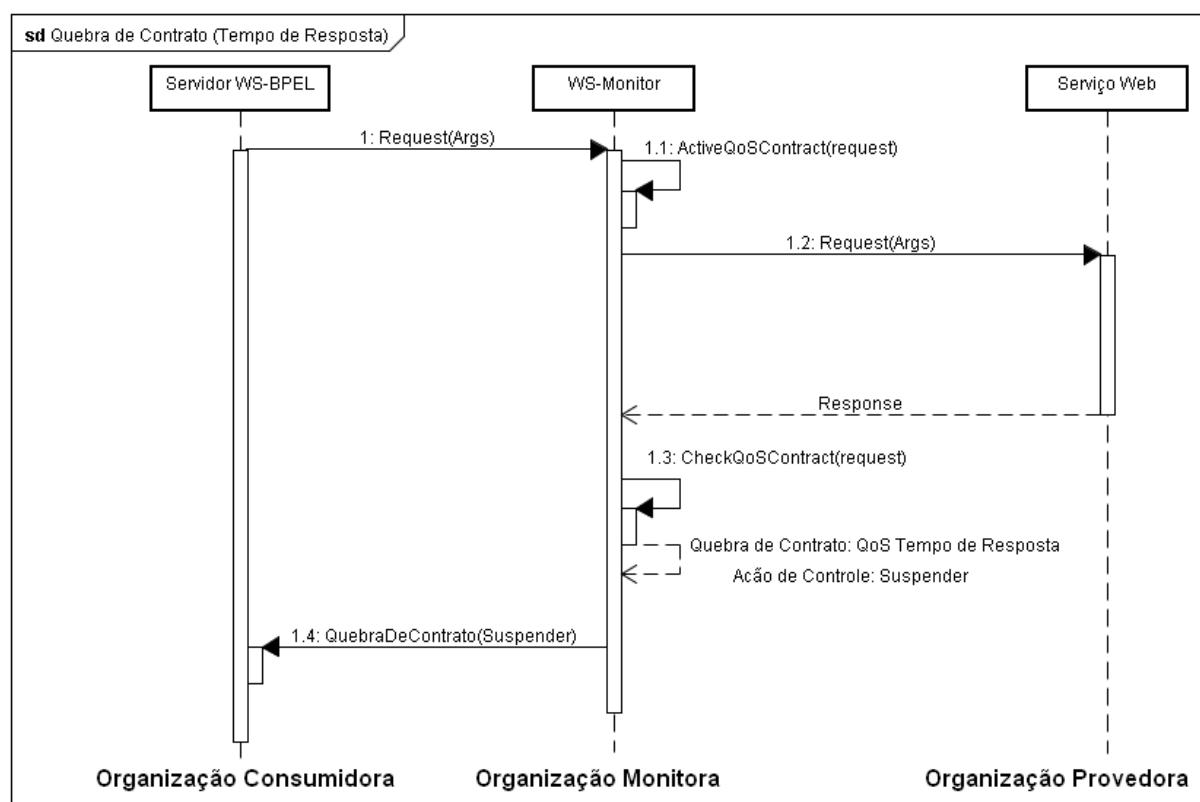 sd Quebra de Contrato (Tempo de Resposta)
Servidor WS-BPEL
WS-Monitor
Serviço Web
1: Request(Args)
1.1: ActiveQoSContract(request)
1.2: Request(Args)
Response
1.3: CheckQoSContract(request)
Quebra de Contrato: QoS Tempo de Resposta
Acão de Controle: Suspender
1.4: QuebraDeContrato(Suspender)
Organização Consumidora
Organização Monitora
Organização Provedora